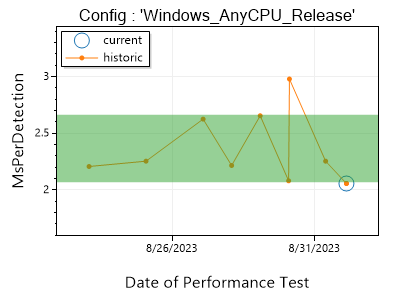 Config : 'Windows_AnyCPU_Release'
current
historic
MsPerDetection
3
2.5
2
8/26/2023
8/31/2023
Date of Performance Test